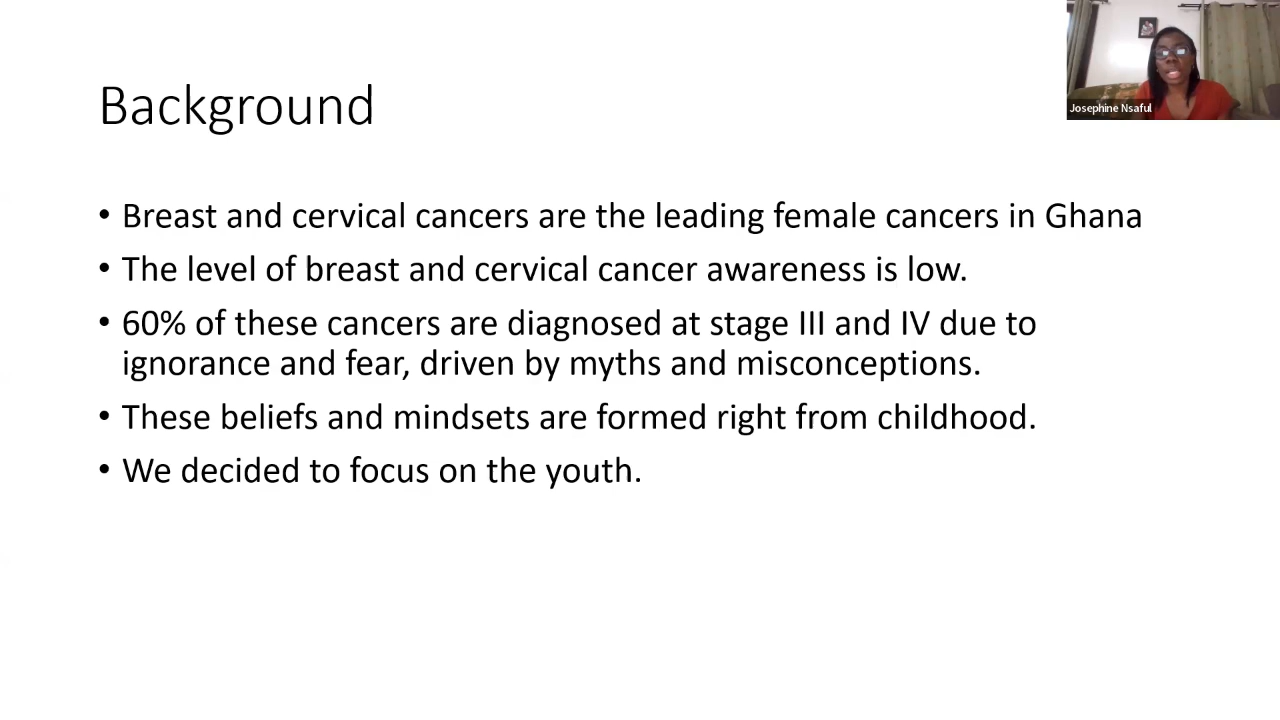 Josephine Nsaful
Background
• Breast and cervical cancers are the leading female cancers in Ghana
• The level of breast and cervical cancer awareness is low.
• 60% of these cancers are diagnosed at stage III and IV due to
ignorance and fear, driven by myths and misconceptions.
• These beliefs and mindsets are formed right from childhood.
• We decided to focus on the youth.